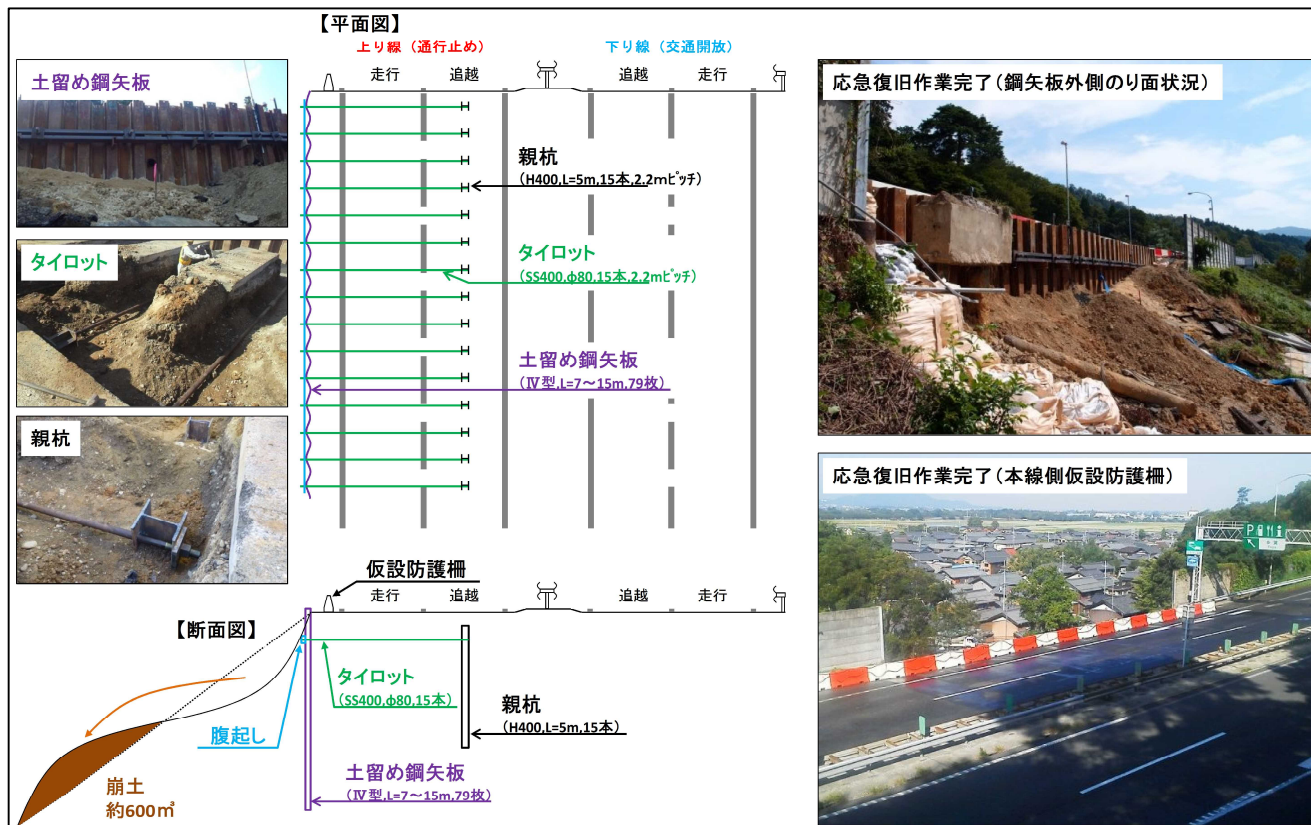 【平面図】
上り線（通行止め）
下り線（交通開放）
走行
追越
追越
走行
土留め鋼矢板
タイロット
親杭
親杭
（H400,L=5m,15本,2.2mﾋﾟｯﾁ）
タイロット
（SS400,φ80,15本,2.2mﾋﾟｯﾁ）
土留め鋼矢板
（Ⅳ型,L=7～15m,79枚）
仮設防護柵
走行
追越
追越
走行
【断面図】
タイロット
（SS400,φ80,15本）
親杭
（H400,L=5m,15本）
腹起し
土留め鋼矢板
（Ⅳ型,L=7～15m,79枚）
崩土
約600㎥
応急復旧作業完了（鋼矢板外側のり面状況）
応急復旧作業完了（本線側仮設防護柵）
P